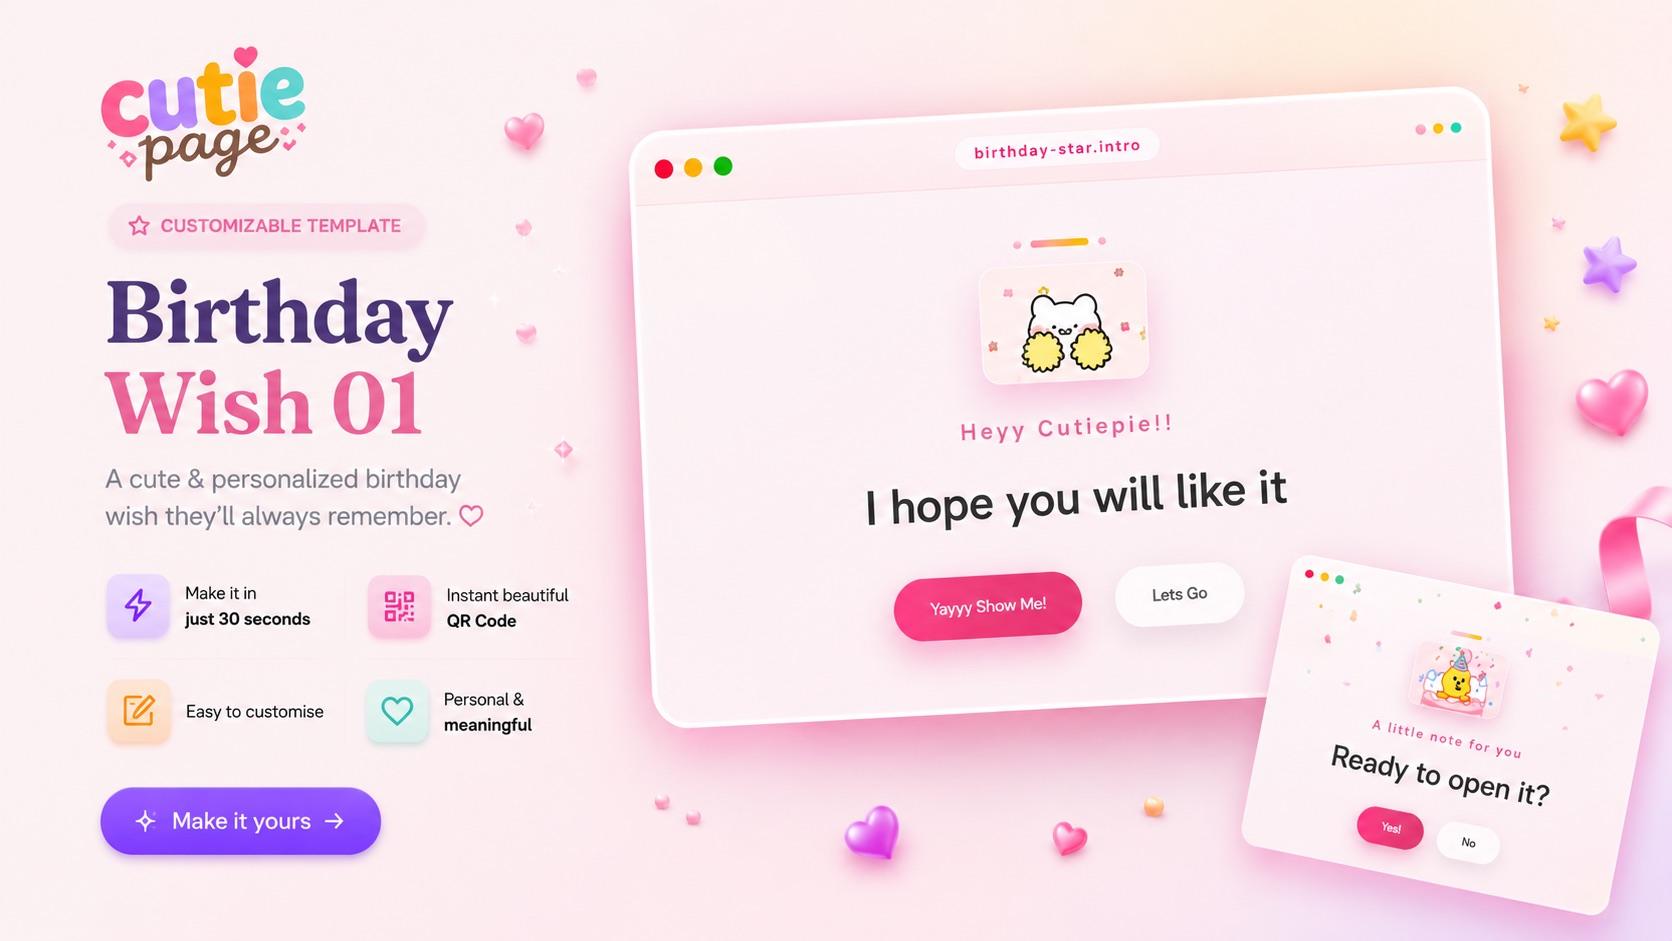 cutie
page
CUSTOMIZABLE TEMPLATE
Birthday
Wish 01
A cute & personalized birthday
wish they’ll always remember.
Make it in
just 30 seconds
Instant beautiful
QR Code
Easy to customise
Personal &
meaningful
Make it yours
birthday-star.intro
Heyy Cutiepie!!
I hope you will like it
Yayyy Show Me!
Lets Go
A little note for you
Ready to open it?
Yes!
No